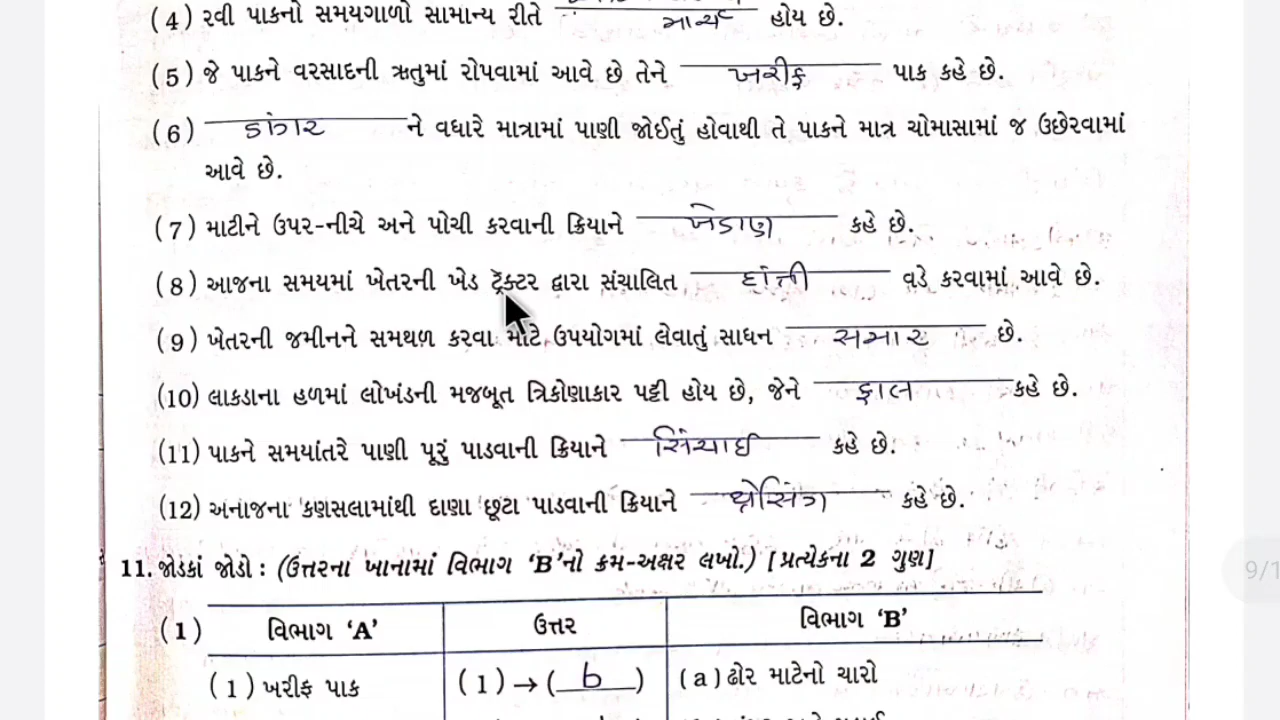 (4) રવી પાકનો સમયગાળો સામાન્ય રીતે માર્ચ હોય છે.
(5) જે પાકને વરસાદની ઋતુમાં રોપવામાં આવે છે તેને ખરીફ પાક કહે છે.
(6) ડાંગર ને વધારે માત્રામાં પાણી જોઈતું હોવાથી તે પાકને માત્ર ચોમાસામાં જ ઉછેરવામાં
આવે છે.
(7) માટીને ઉપર-નીચે અને પોચી કરવાની ક્રિયાને ખેડાણ કહે છે.
(8) આજના સમયમાં ખેતરની ખેડ ટ્રૅક્ટર દ્વારા સંચાલિત દાંતી વડે કરવામાં આવે છે.
(9) ખેતરની જમીનને સમથળ કરવા માટે ઉપયોગમાં લેવાતું સાધન સમાર છે.
(10) લાકડાના હળમાં લોખંડની મજબૂત ત્રિકોણાકાર પટ્ટી હોય છે, જેને ફાલ કહે છે.
(11) પાકને સમયાંતરે પાણી પૂરું પાડવાની ક્રિયાને સિંચાઈ કહે છે.
(12) અનાજના કણસલામાંથી દાણા છૂટા પાડવાની ક્રિયાને થ્રેસિંગ કહે છે.
11. જોડકાં જોડો : (ઉત્તરના ખાનામાં વિભાગ ‘B’નો ક્રમ-અક્ષર લખો.) [પ્રત્યેકના 2 ગુણ]
(1) વિભાગ ‘A’ ઉત્તર વિભાગ ‘B’
(1) ખરીફ પાક (1) → (b) (a) ઢોર માટેનો ચારો
9/1